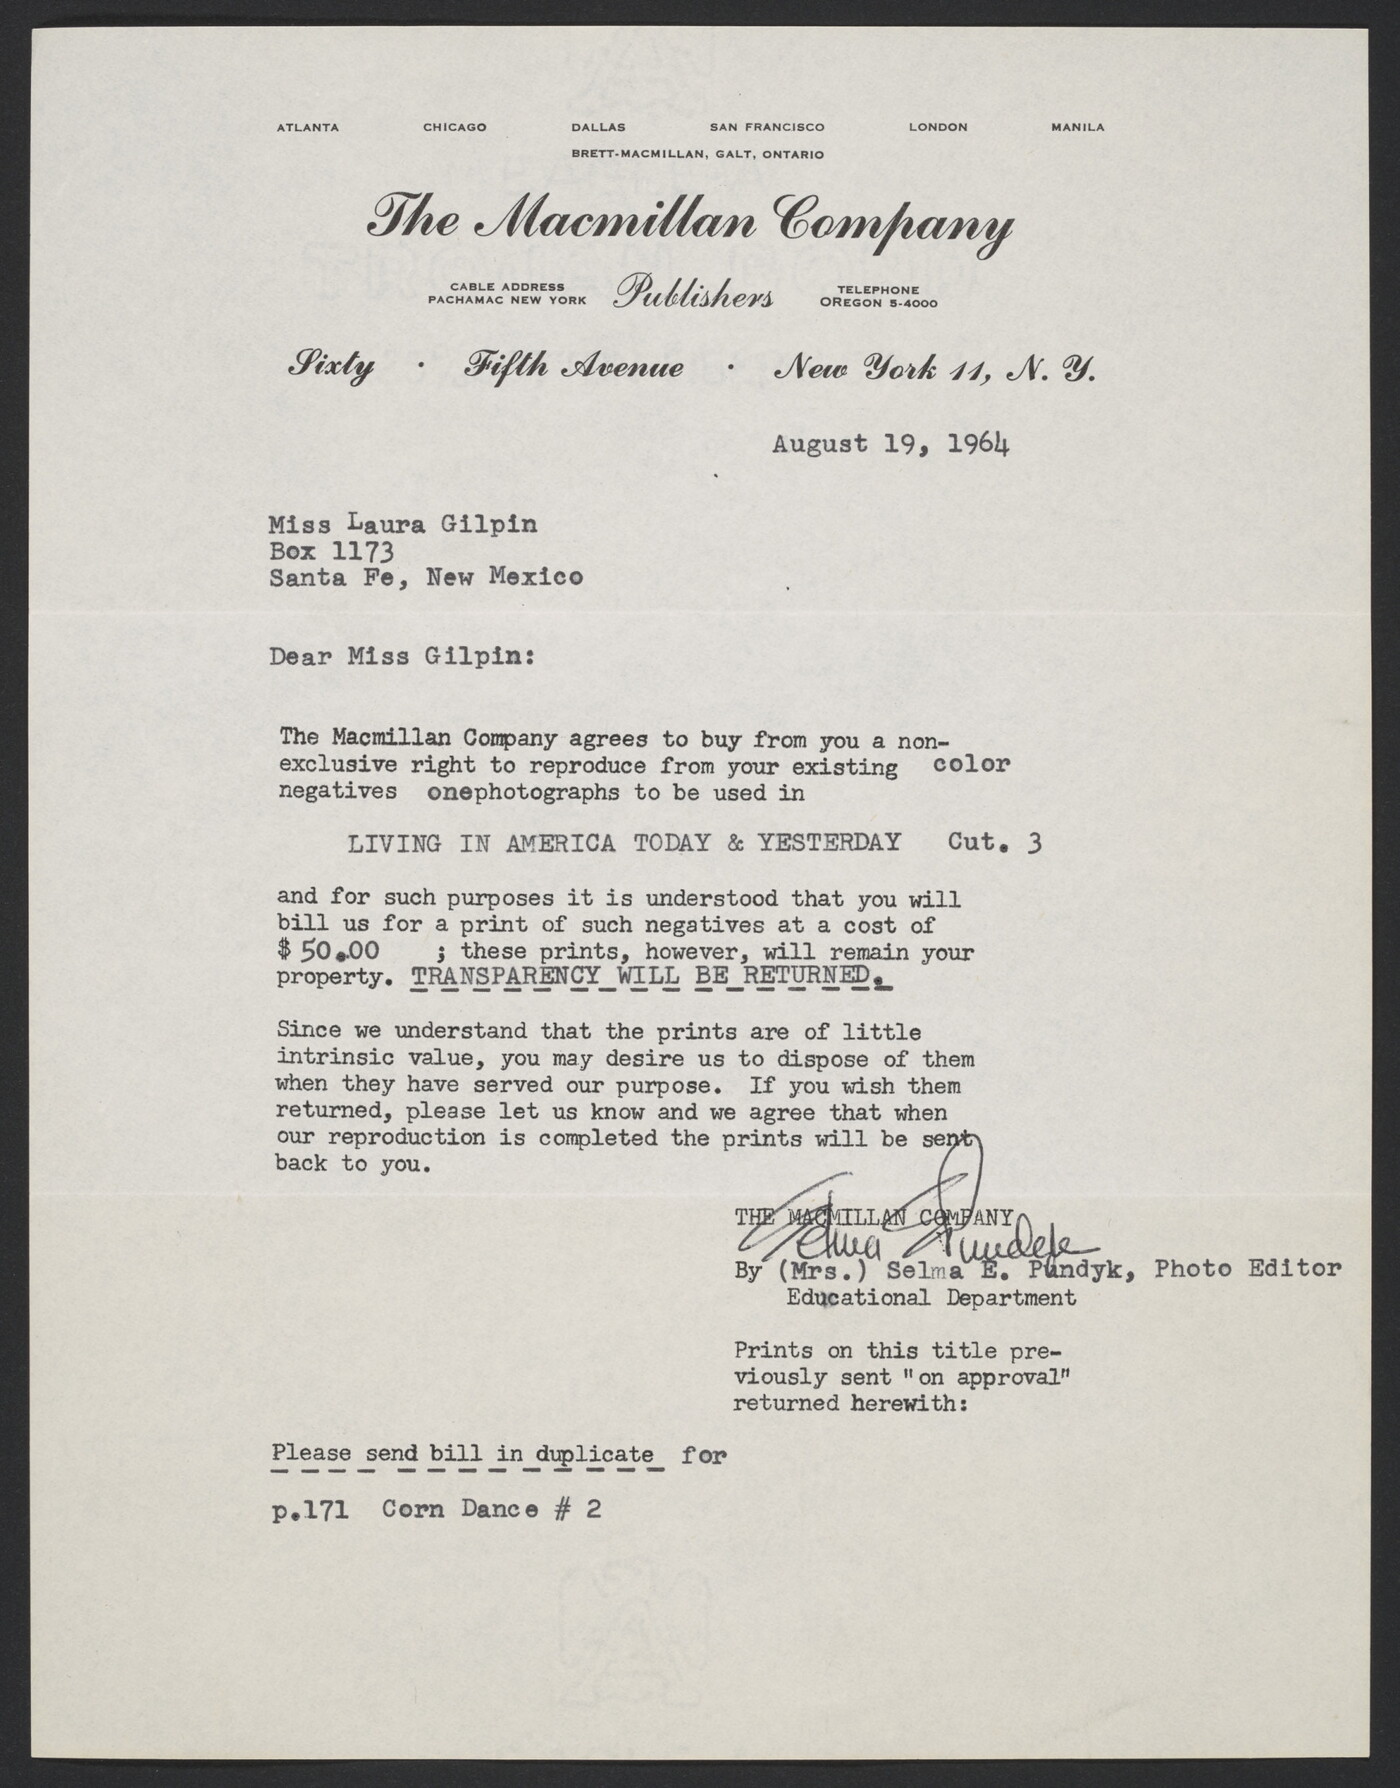 ATLANTA CHICAGO DALLAS SAN FRANCISCO LONDON MANILA
BRETT-MACMILLAN, GALT, ONTARIO
The Macmillan Company
CABLE ADDRESS
PACHAMAC NEW YORK
Publishers
TELEPHONE
OREGON 5-4000
Sixty · Fifth Avenue · New York 11, N. Y.
August 19, 1964
Miss Laura Gilpin
Box 1173
Santa Fe, New Mexico
Dear Miss Gilpin:
The Macmillan Company agrees to buy from you a non-
exclusive right to reproduce from your existing color
negatives onephotographs to be used in
LIVING IN AMERICA TODAY & YESTERDAY Cut. 3
and for such purposes it is understood that you will
bill us for a print of such negatives at a cost of
$ 50.00 ; these prints, however, will remain your
property. TRANSPARENCY WILL BE RETURNED.
Since we understand that the prints are of little
intrinsic value, you may desire us to dispose of them
when they have served our purpose. If you wish them
returned, please let us know and we agree that when
our reproduction is completed the prints will be sent
back to you.
THE MACMILLAN COMPANY
Selma Pundyk
By (Mrs.) Selma E. Pundyk, Photo Editor
Educational Department
Prints on this title pre-
viously sent "on approval"
returned herewith:
Please send bill in duplicate for
p.171 Corn Dance # 2